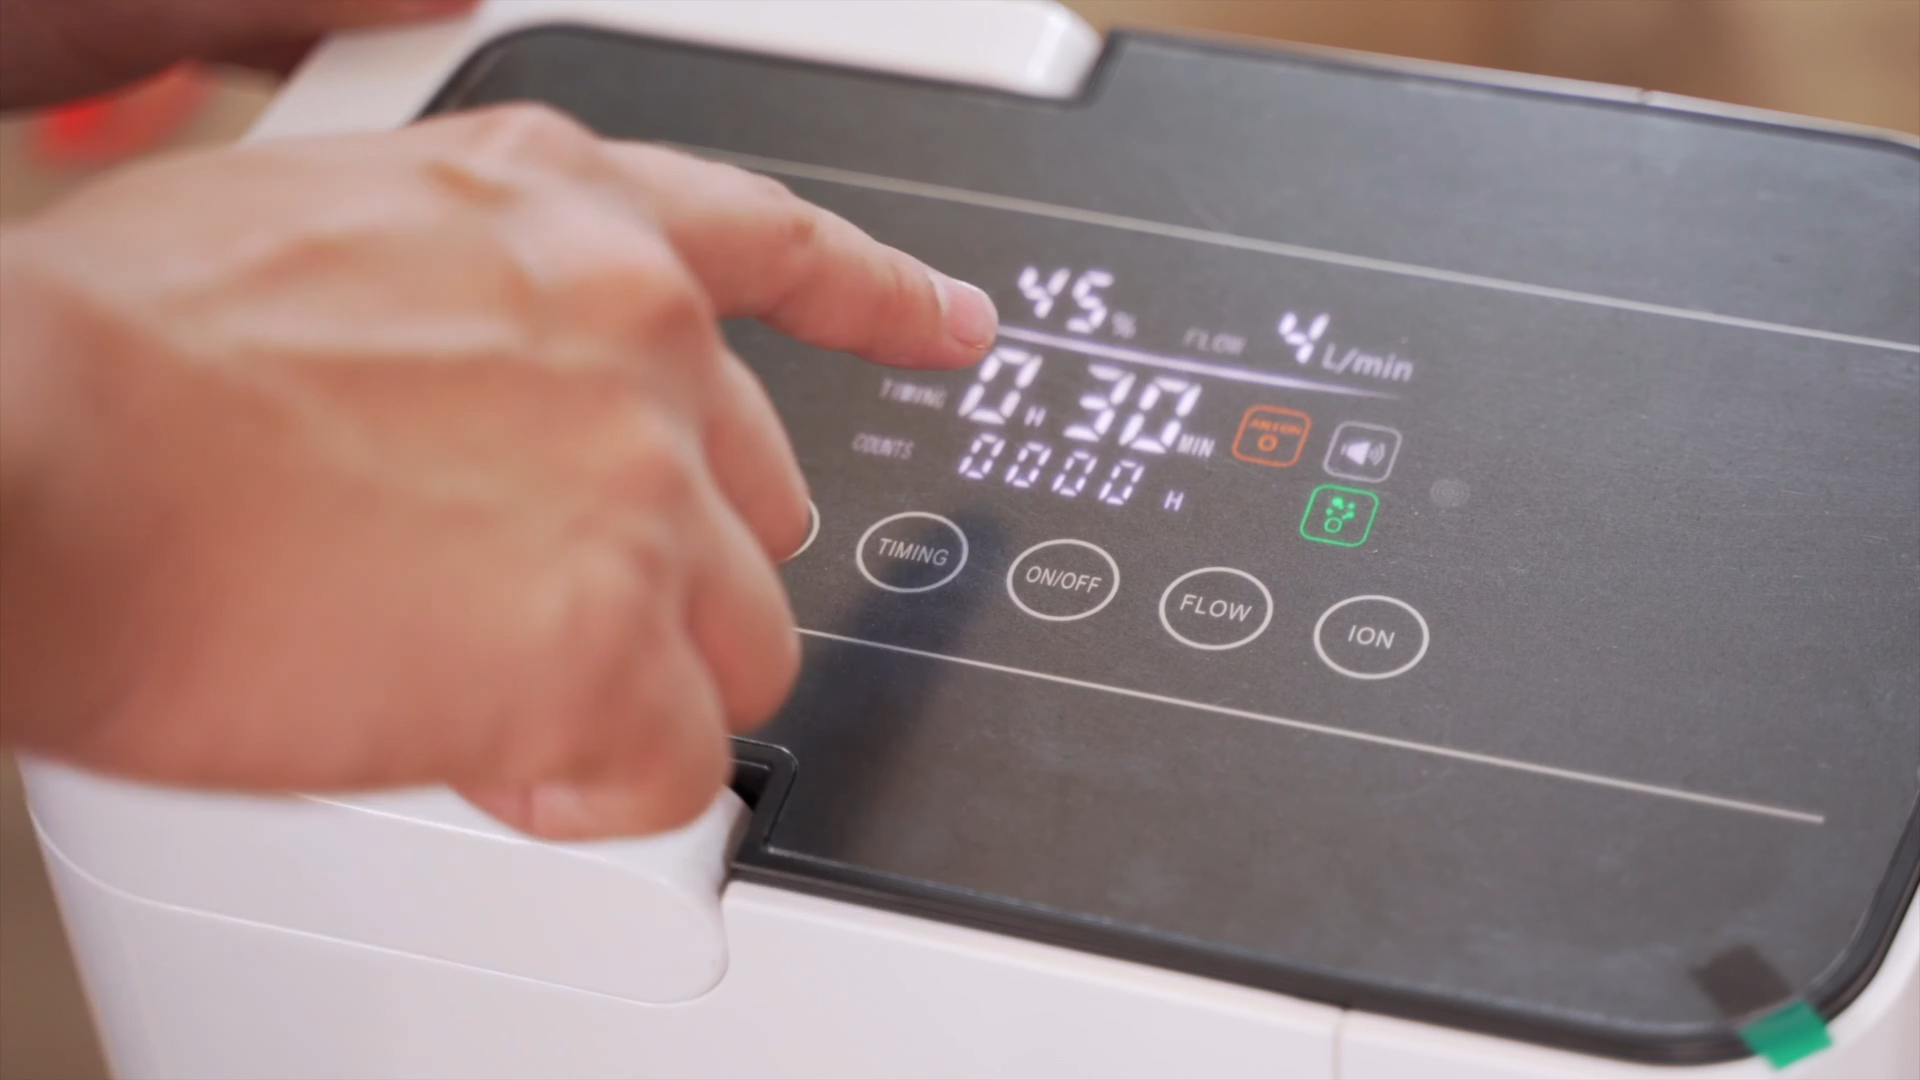 45% FLOW 4 L/min
TIMING 0 H 30 MIN
COUNTS 0000 H
TIMING ON/OFF FLOW ION